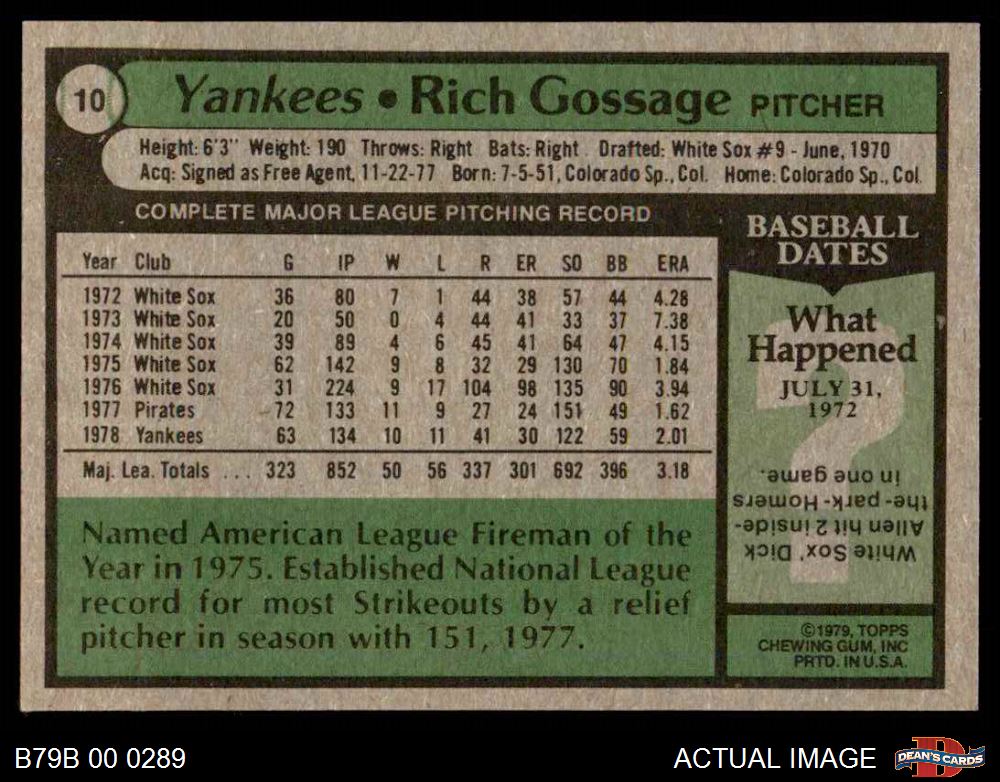 10
Yankees • Rich Gossage PITCHER
Height: 6'3" Weight: 190 Throws: Right Bats: Right Drafted: White Sox #9 - June, 1970
Acq: Signed as Free Agent, 11-22-77 Born: 7-5-51, Colorado Sp., Col. Home: Colorado Sp., Col.
COMPLETE MAJOR LEAGUE PITCHING RECORD
Year Club G IP W L R ER SO BB ERA
1972 White Sox 36 80 7 1 44 38 57 44 4.28
1973 White Sox 20 50 0 4 44 41 33 37 7.38
1974 White Sox 39 89 4 6 45 41 64 47 4.15
1975 White Sox 62 142 9 8 32 29 130 70 1.84
1976 White Sox 31 224 9 17 104 98 135 90 3.94
1977 Pirates 72 133 11 9 27 24 151 49 1.62
1978 Yankees 63 134 10 11 41 30 122 59 2.01
Maj. Lea. Totals ... 323 852 50 56 337 301 692 396 3.18
Named American League Fireman of the
Year in 1975. Established National League
record for most Strikeouts by a relief
pitcher in season with 151, 1977.
BASEBALL
DATES
What
Happened
JULY 31,
1972
?
White Sox' Dick
Allen hit 2 inside-
the-park-Homers
in one game.
©1979, TOPPS
CHEWING GUM, INC
PRTD. IN U.S.A.
B79B 00 0289
ACTUAL IMAGE
D
DEAN'S CARDS